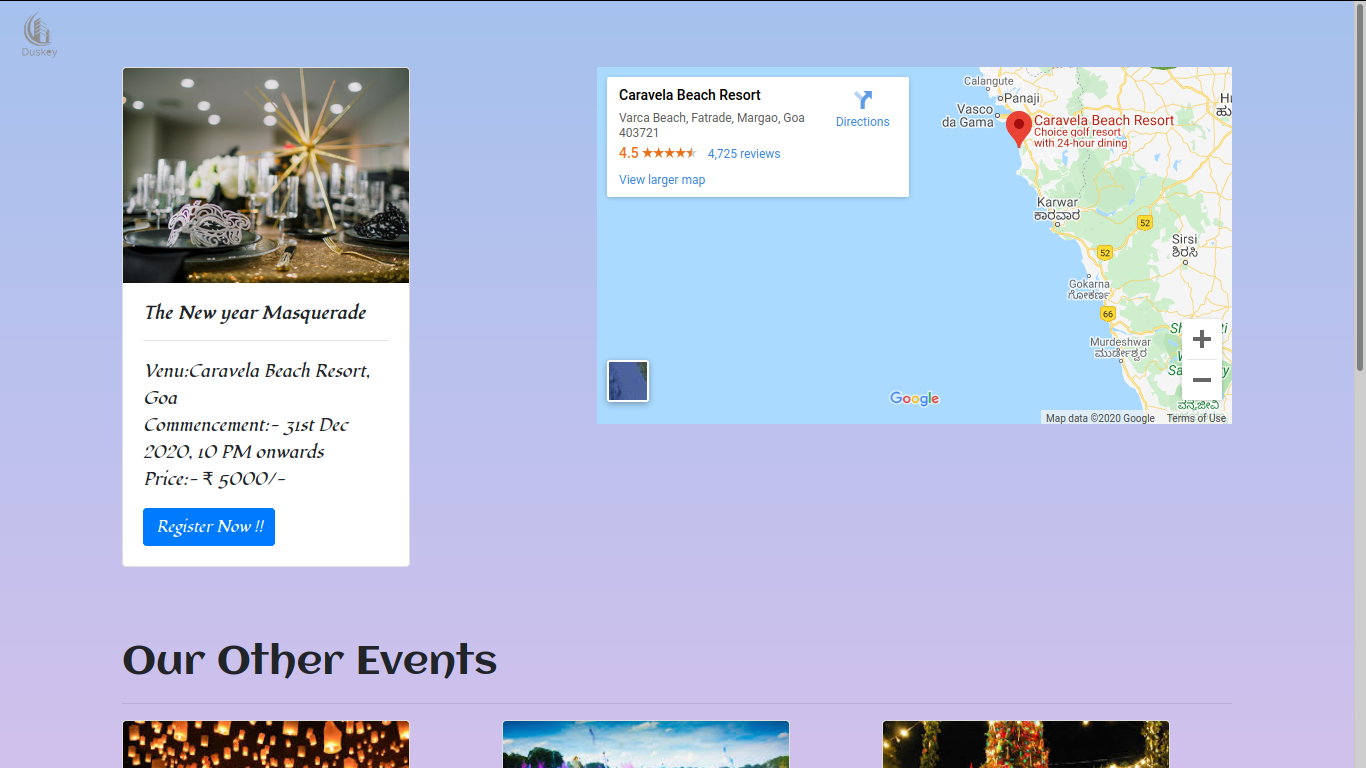 Duskey
The New year Masquerade
Venu:Caravela Beach Resort,
Goa
Commencement:- 31st Dec
2020, 10 PM onwards
Price:- ₹ 5000/-
Register Now !!
Caravela Beach Resort
Varca Beach, Fatrade, Margao, Goa
403721
4.5 4,725 reviews
View larger map
Directions
Calangute
Panaji
Vasco
da Gama
Caravela Beach Resort
Choice golf resort
with 24-hour dining
Karwar
ಕಾರವಾರ
52
Sirsi
ಶಿರಸಿ
52
Gokarna
ಗೋಕರ್ಣ
66
Murdeshwar
ಮುರ್ಡೇಶ್ವರ
Google
Map data ©2020 Google Terms of Use
Our Other Events